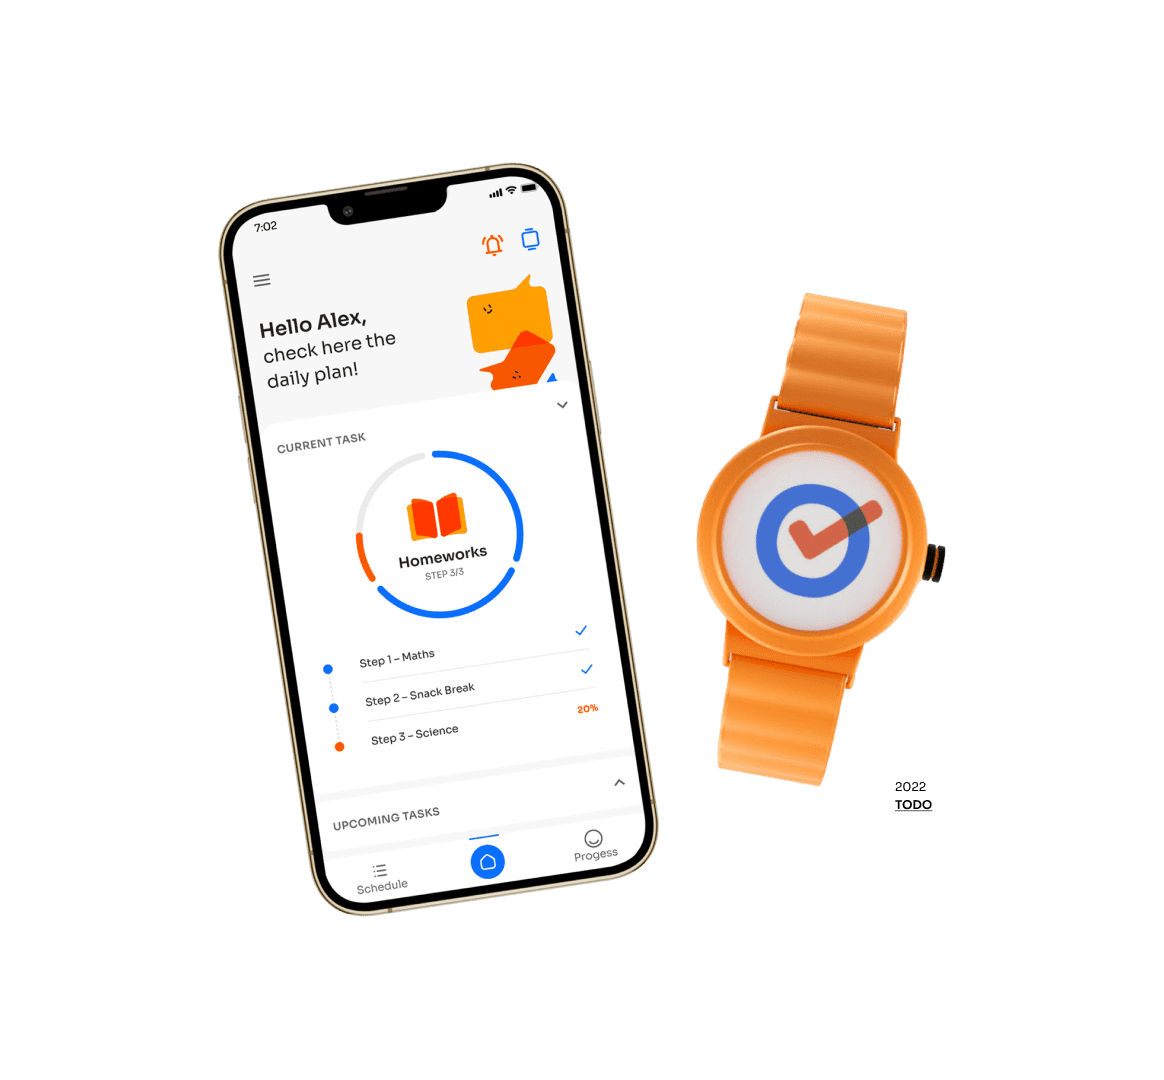 7:02
Hello Alex,
check here the
daily plan!
CURRENT TASK
Homeworks
STEP 3/3
Step 1 – Maths
Step 2 – Snack Break
Step 3 – Science
20%
UPCOMING TASKS
Schedule
Progess
2022
TODO